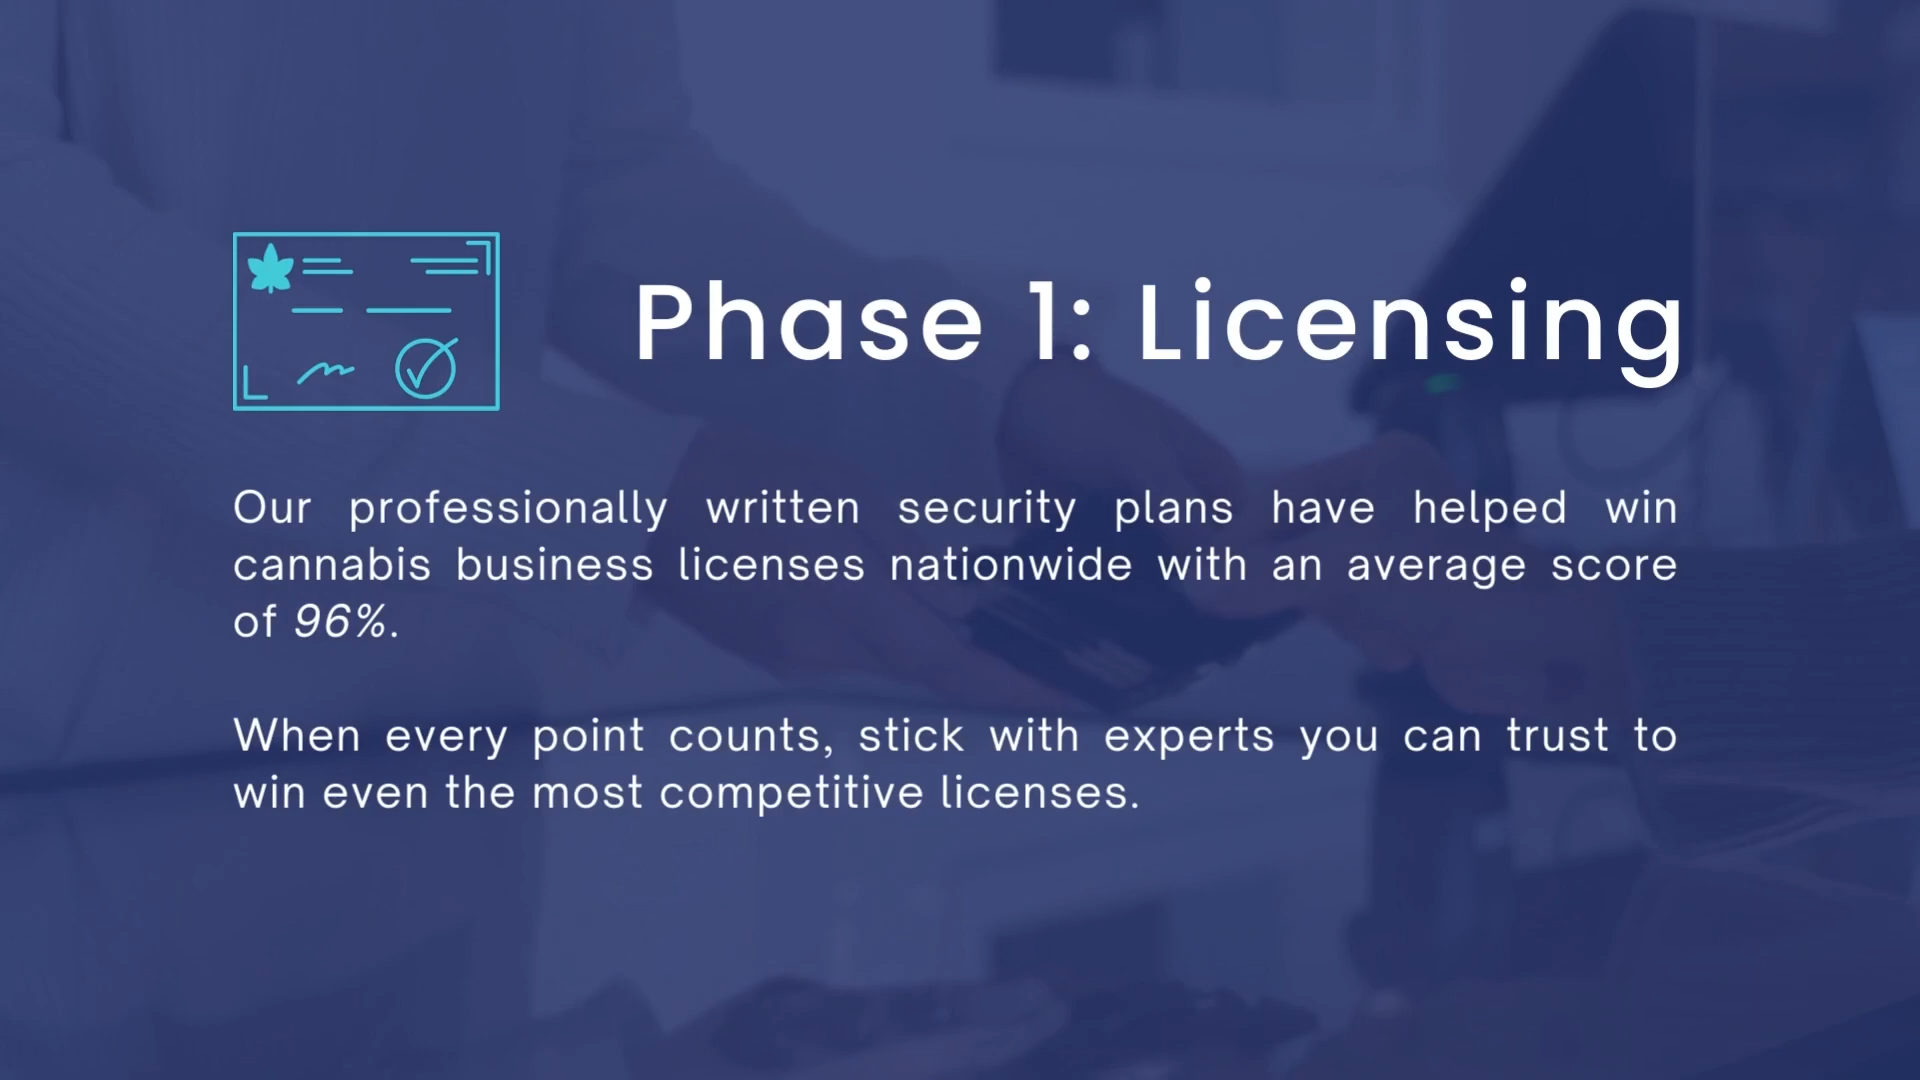 Phase 1: Licensing
Our professionally written security plans have helped win
cannabis business licenses nationwide with an average score
of 96%.
When every point counts, stick with experts you can trust to
win even the most competitive licenses.